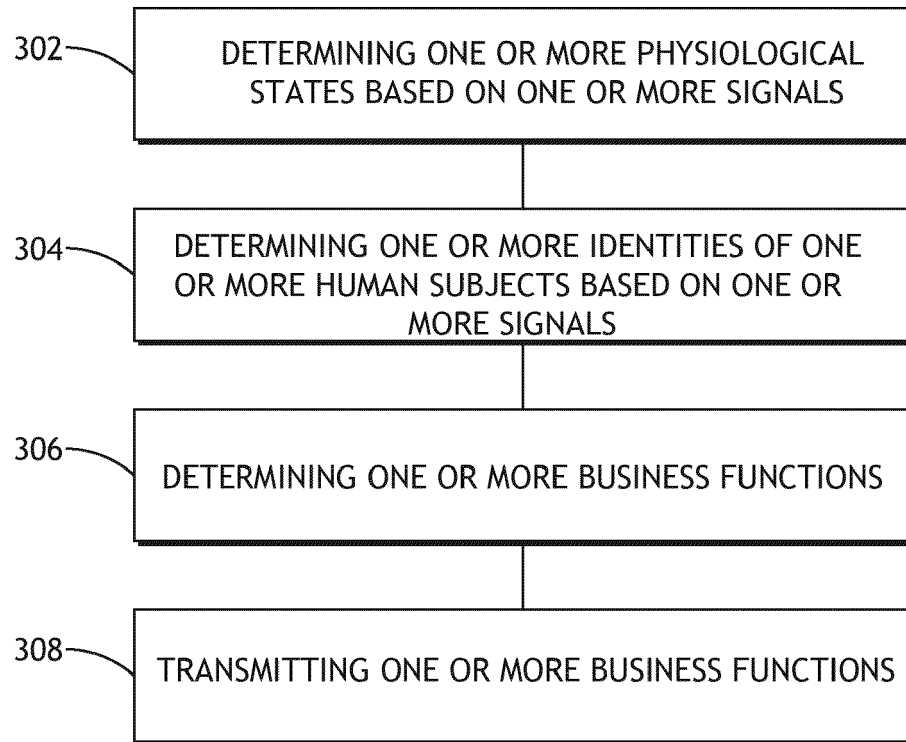 302
DETERMINING ONE OR MORE PHYSIOLOGICAL
STATES BASED ON ONE OR MORE SIGNALS
304
DETERMINING ONE OR MORE IDENTITIES OF ONE
OR MORE HUMAN SUBJECTS BASED ON ONE OR
MORE SIGNALS
306
DETERMINING ONE OR MORE BUSINESS FUNCTIONS
308
TRANSMITTING ONE OR MORE BUSINESS FUNCTIONS